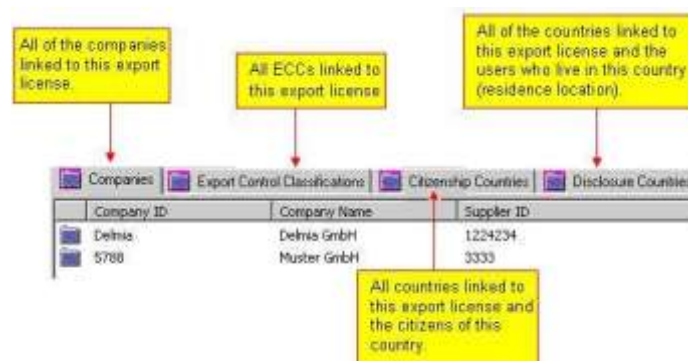 All of the companies
linked to this export
license.
All ECCs linked to
this export license
All of the countries linked to
this export license and the
users who live in this country
(residence location).
Companies
Export Control Classifications
Citizenship Countries
Disclosure Countries
Company ID
Company Name
Supplier ID
Delmia
Delmia GmbH
1224234
5788
Muster GmbH
3333
All countries linked to
this export license and
the citizens of this
country.